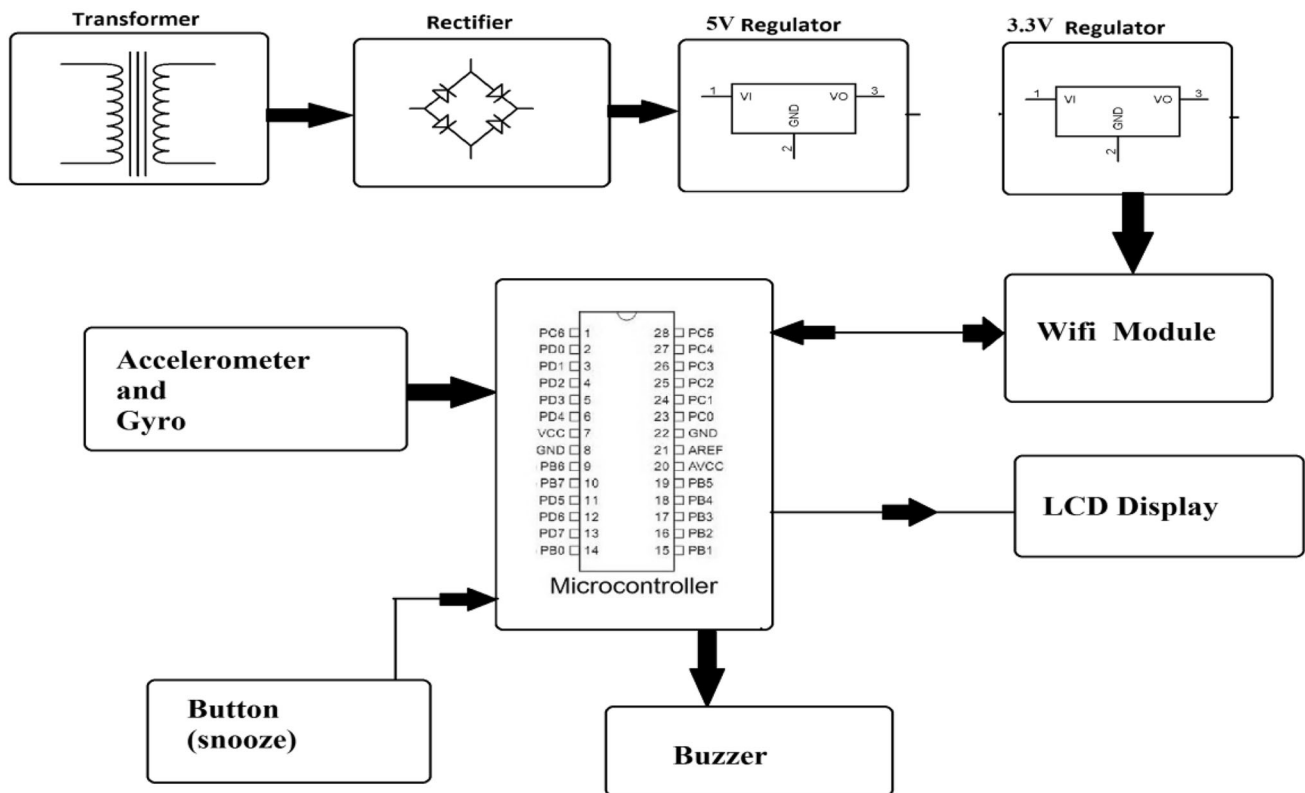 Transformer
Rectifier
5V Regulator
3.3V Regulator
1 VI VO 3
GND
2
1 VI VO 3
GND
2
Accelerometer
and
Gyro
PC6 1 28 PC5
PD0 2 27 PC4
PD1 3 26 PC3
PD2 4 25 PC2
PD3 5 24 PC1
PD4 6 23 PC0
VCC 7 22 GND
GND 8 21 AREF
PB6 9 20 AVCC
PB7 10 19 PB5
PD5 11 18 PB4
PD6 12 17 PB3
PD7 13 16 PB2
PB0 14 15 PB1
Microcontroller
Wifi Module
LCD Display
Button
(snooze)
Buzzer